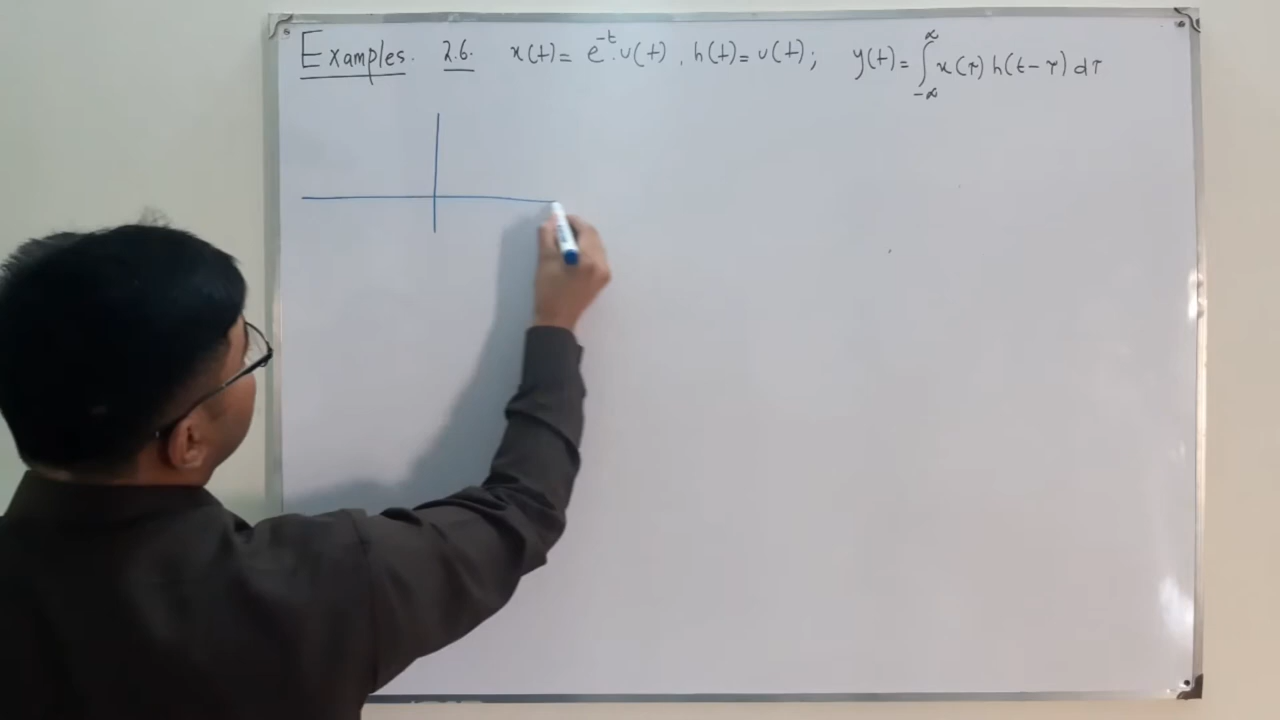 Examples. 2.6. x(t) = e^{-t}.u(t), h(t) = u(t); y(t) = ∫_{-∞}^{∞} x(τ) h(t-τ) dτ